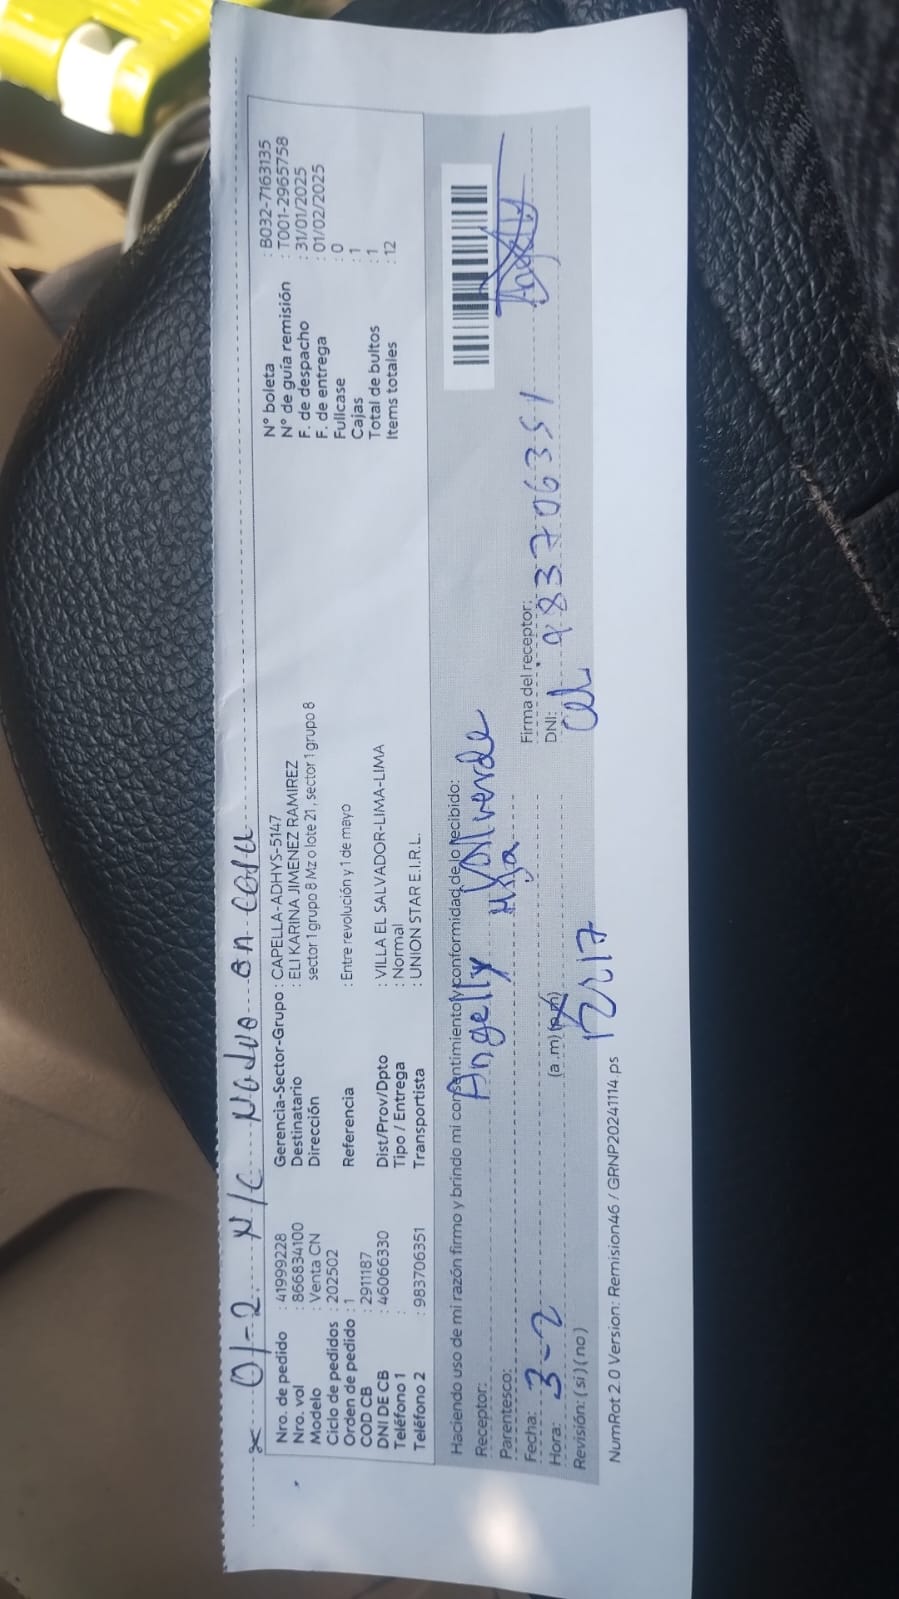 01-2 N/C Nadie en casa
Nro. de pedido : 41999228 Gerencia-Sector-Grupo : CAPELLA-ADHYS-5147 N° boleta : B032-7163135
Nro. vol : 866834100 Destinatario : ELI KARINA JIMENEZ RAMIREZ N° de guía remisión : T001-2965758
Modelo : Venta CN Dirección sector 1 grupo 8 Mz o lote 21 , sector 1 grupo 8 F. de despacho : 31/01/2025
Ciclo de pedidos : 202502 F. de entrega : 01/02/2025
Orden de pedido : 1 Referencia : Entre revolución y 1 de mayo Fullcase : 0
COD CB : 2911187 Cajas : 1
DNI DE CB : 46066330 Dist/Prov/Dpto : VILLA EL SALVADOR-LIMA-LIMA Total de bultos : 1
Teléfono 1 : Tipo / Entrega : Normal Items totales : 12
Teléfono 2 : 983706351 Transportista : UNION STAR E.I.R.L.
Haciendo uso de mi razón firmo y brindo mi consentimiento y conformidad de lo recibido:
Receptor: Angelly Valverde
Parentesco: Hija
Fecha: 3-2 Firma del receptor: Angelly
Hora: (a.m) (p.m) 12:17 DNI: Cel. 983706351
Revisión: ( si ) ( no )
NumRot 2.0 Version: Remision46 / GRNP20241114.ps